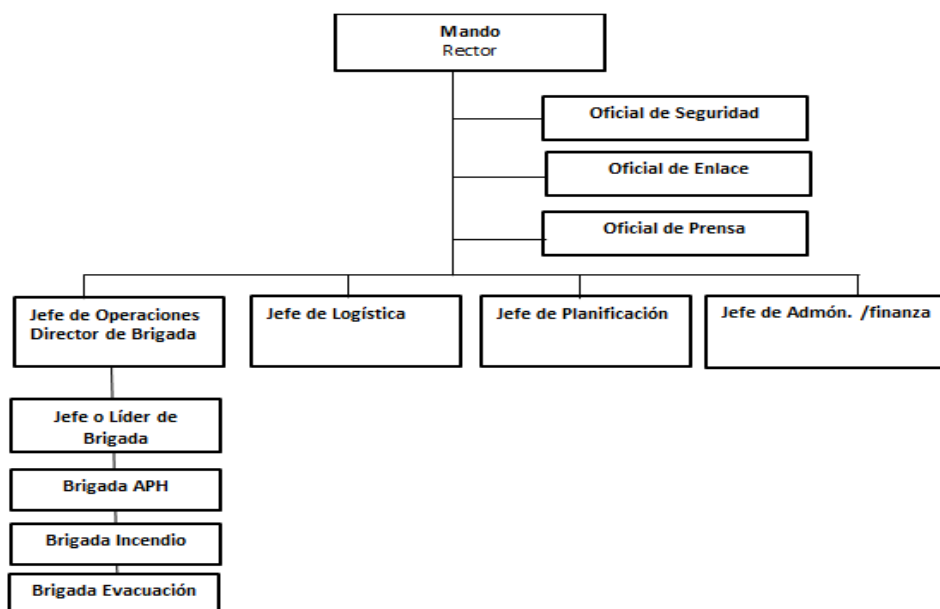 Mando
Rector
Oficial de Seguridad
Oficial de Enlace
Oficial de Prensa
Jefe de Operaciones
Director de Brigada
Jefe de Logística
Jefe de Planificación
Jefe de Admón. /finanza
Jefe o Líder de
Brigada
Brigada APH
Brigada Incendio
Brigada Evacuación